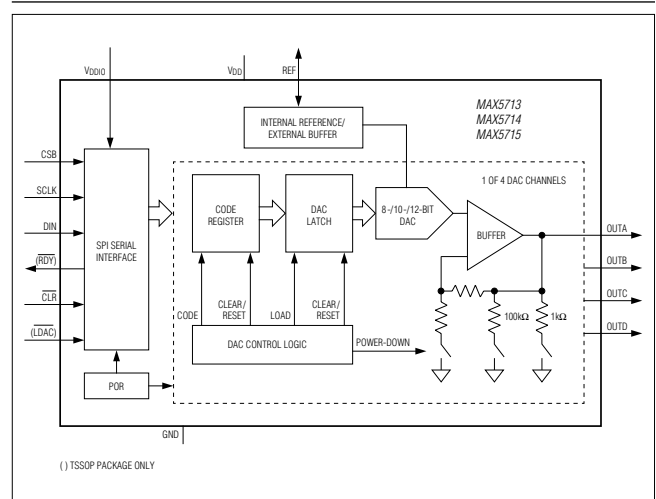 VDDIO
VDD
REF
INTERNAL REFERENCE/
EXTERNAL BUFFER
MAX5713
MAX5714
MAX5715
CSB
SCLK
DIN
(RDY)
CLR
(LDAC)
SPI SERIAL
INTERFACE
1 OF 4 DAC CHANNELS
CODE
REGISTER
DAC
LATCH
8-/10-/12-BIT
DAC
BUFFER
OUTA
OUTB
OUTC
OUTD
CODE
CLEAR/
RESET
LOAD
CLEAR/
RESET
100kΩ
1kΩ
DAC CONTROL LOGIC
POWER-DOWN
POR
GND
( ) TSSOP PACKAGE ONLY